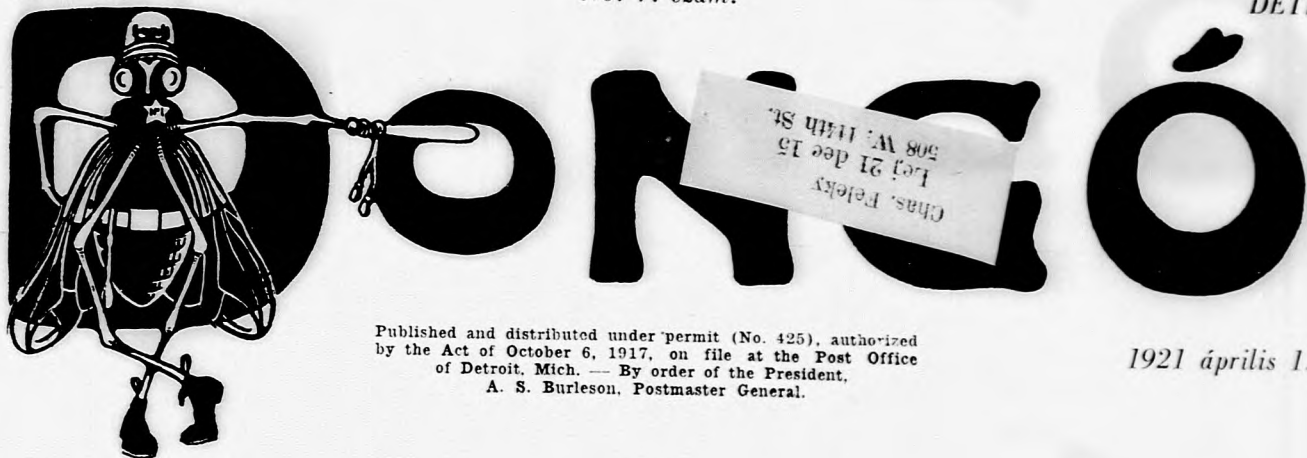 szám.
DONGÓ
Chas. Feleky
Lej 21 dec 15
508 W. 114th St.
Published and distributed under permit (No. 425), authorized
by the Act of October 6, 1917, on file at the Post Office
of Detroit, Mich. — By order of the President,
A. S. Burleson, Postmaster General.
1921 április